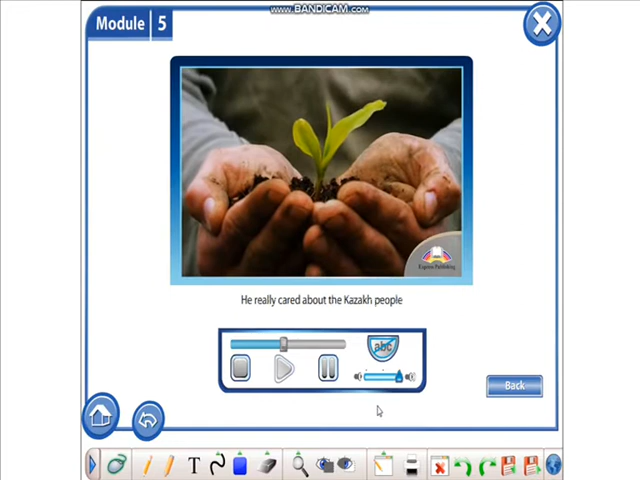 www.BANDICAM.com
Module 5
Express Publishing
He really cared about the Kazakh people
abc
Back
T